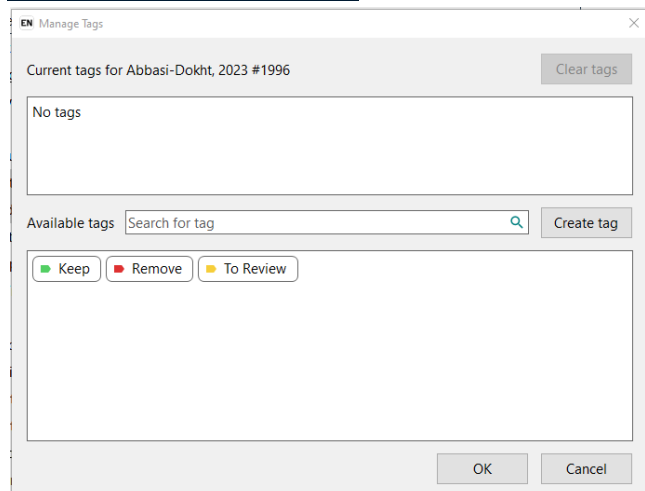 EN Manage Tags
Current tags for Abbasi-Dokht, 2023 #1996 Clear tags
No tags
Available tags Search for tag Create tag
Keep Remove To Review
OK Cancel